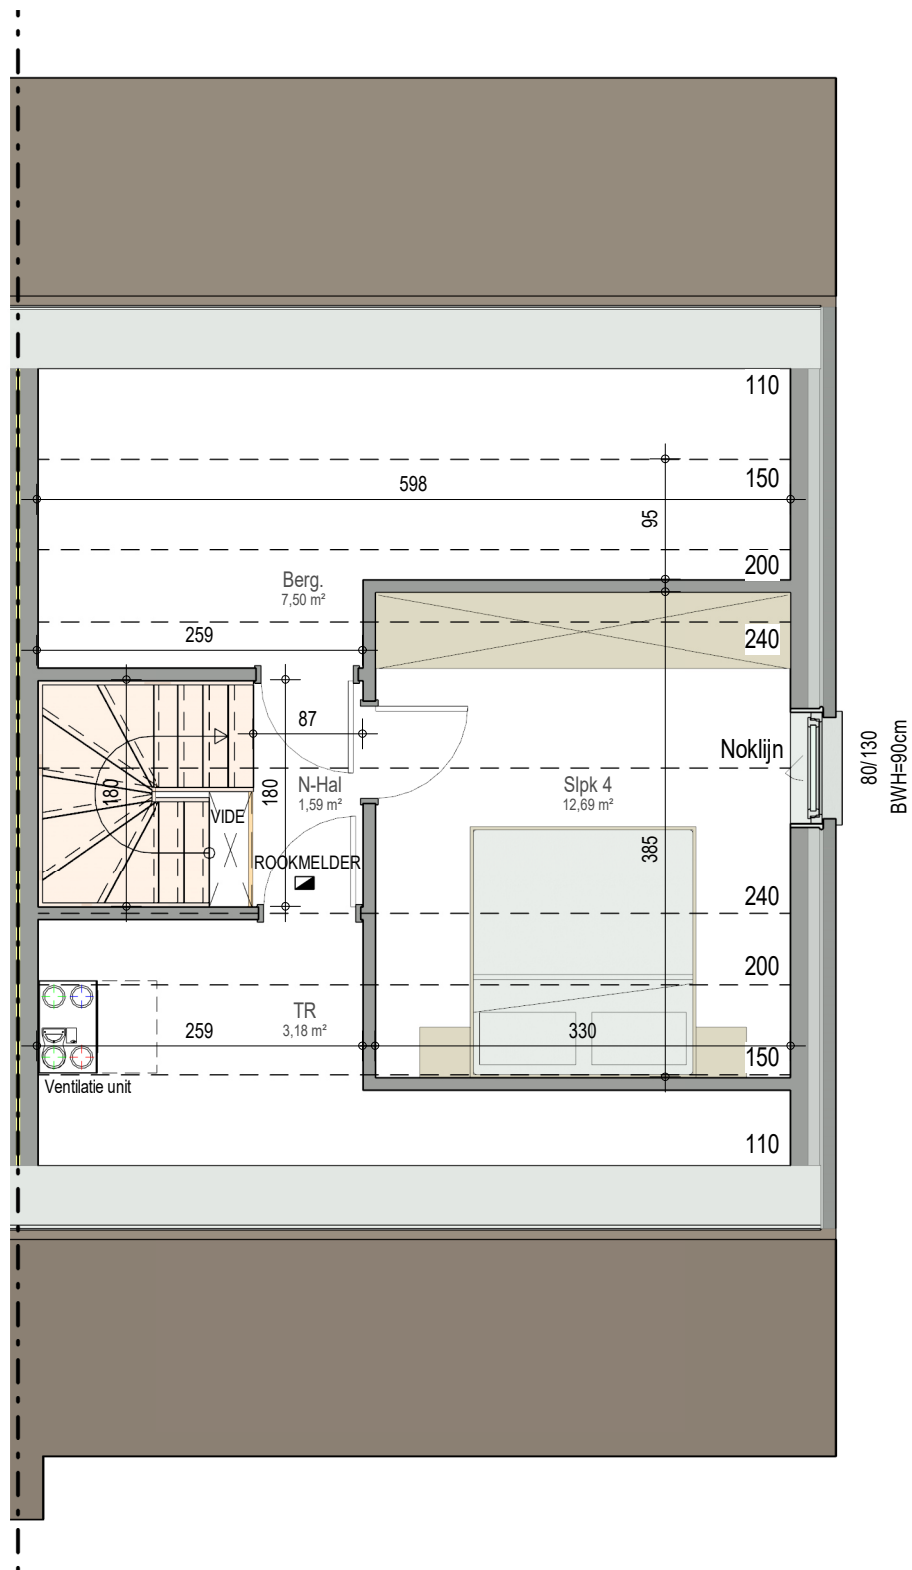 110
598
150
95
200
Berg.
7,50 m²
240
259
87
Noklijn
80/130
BWH=90cm
180
180
N-Hal
1,59 m²
Slpk 4
12,69 m²
VIDE
385
ROOKMELDER
240
200
TR
3,18 m²
259
330
150
Ventilatie unit
110